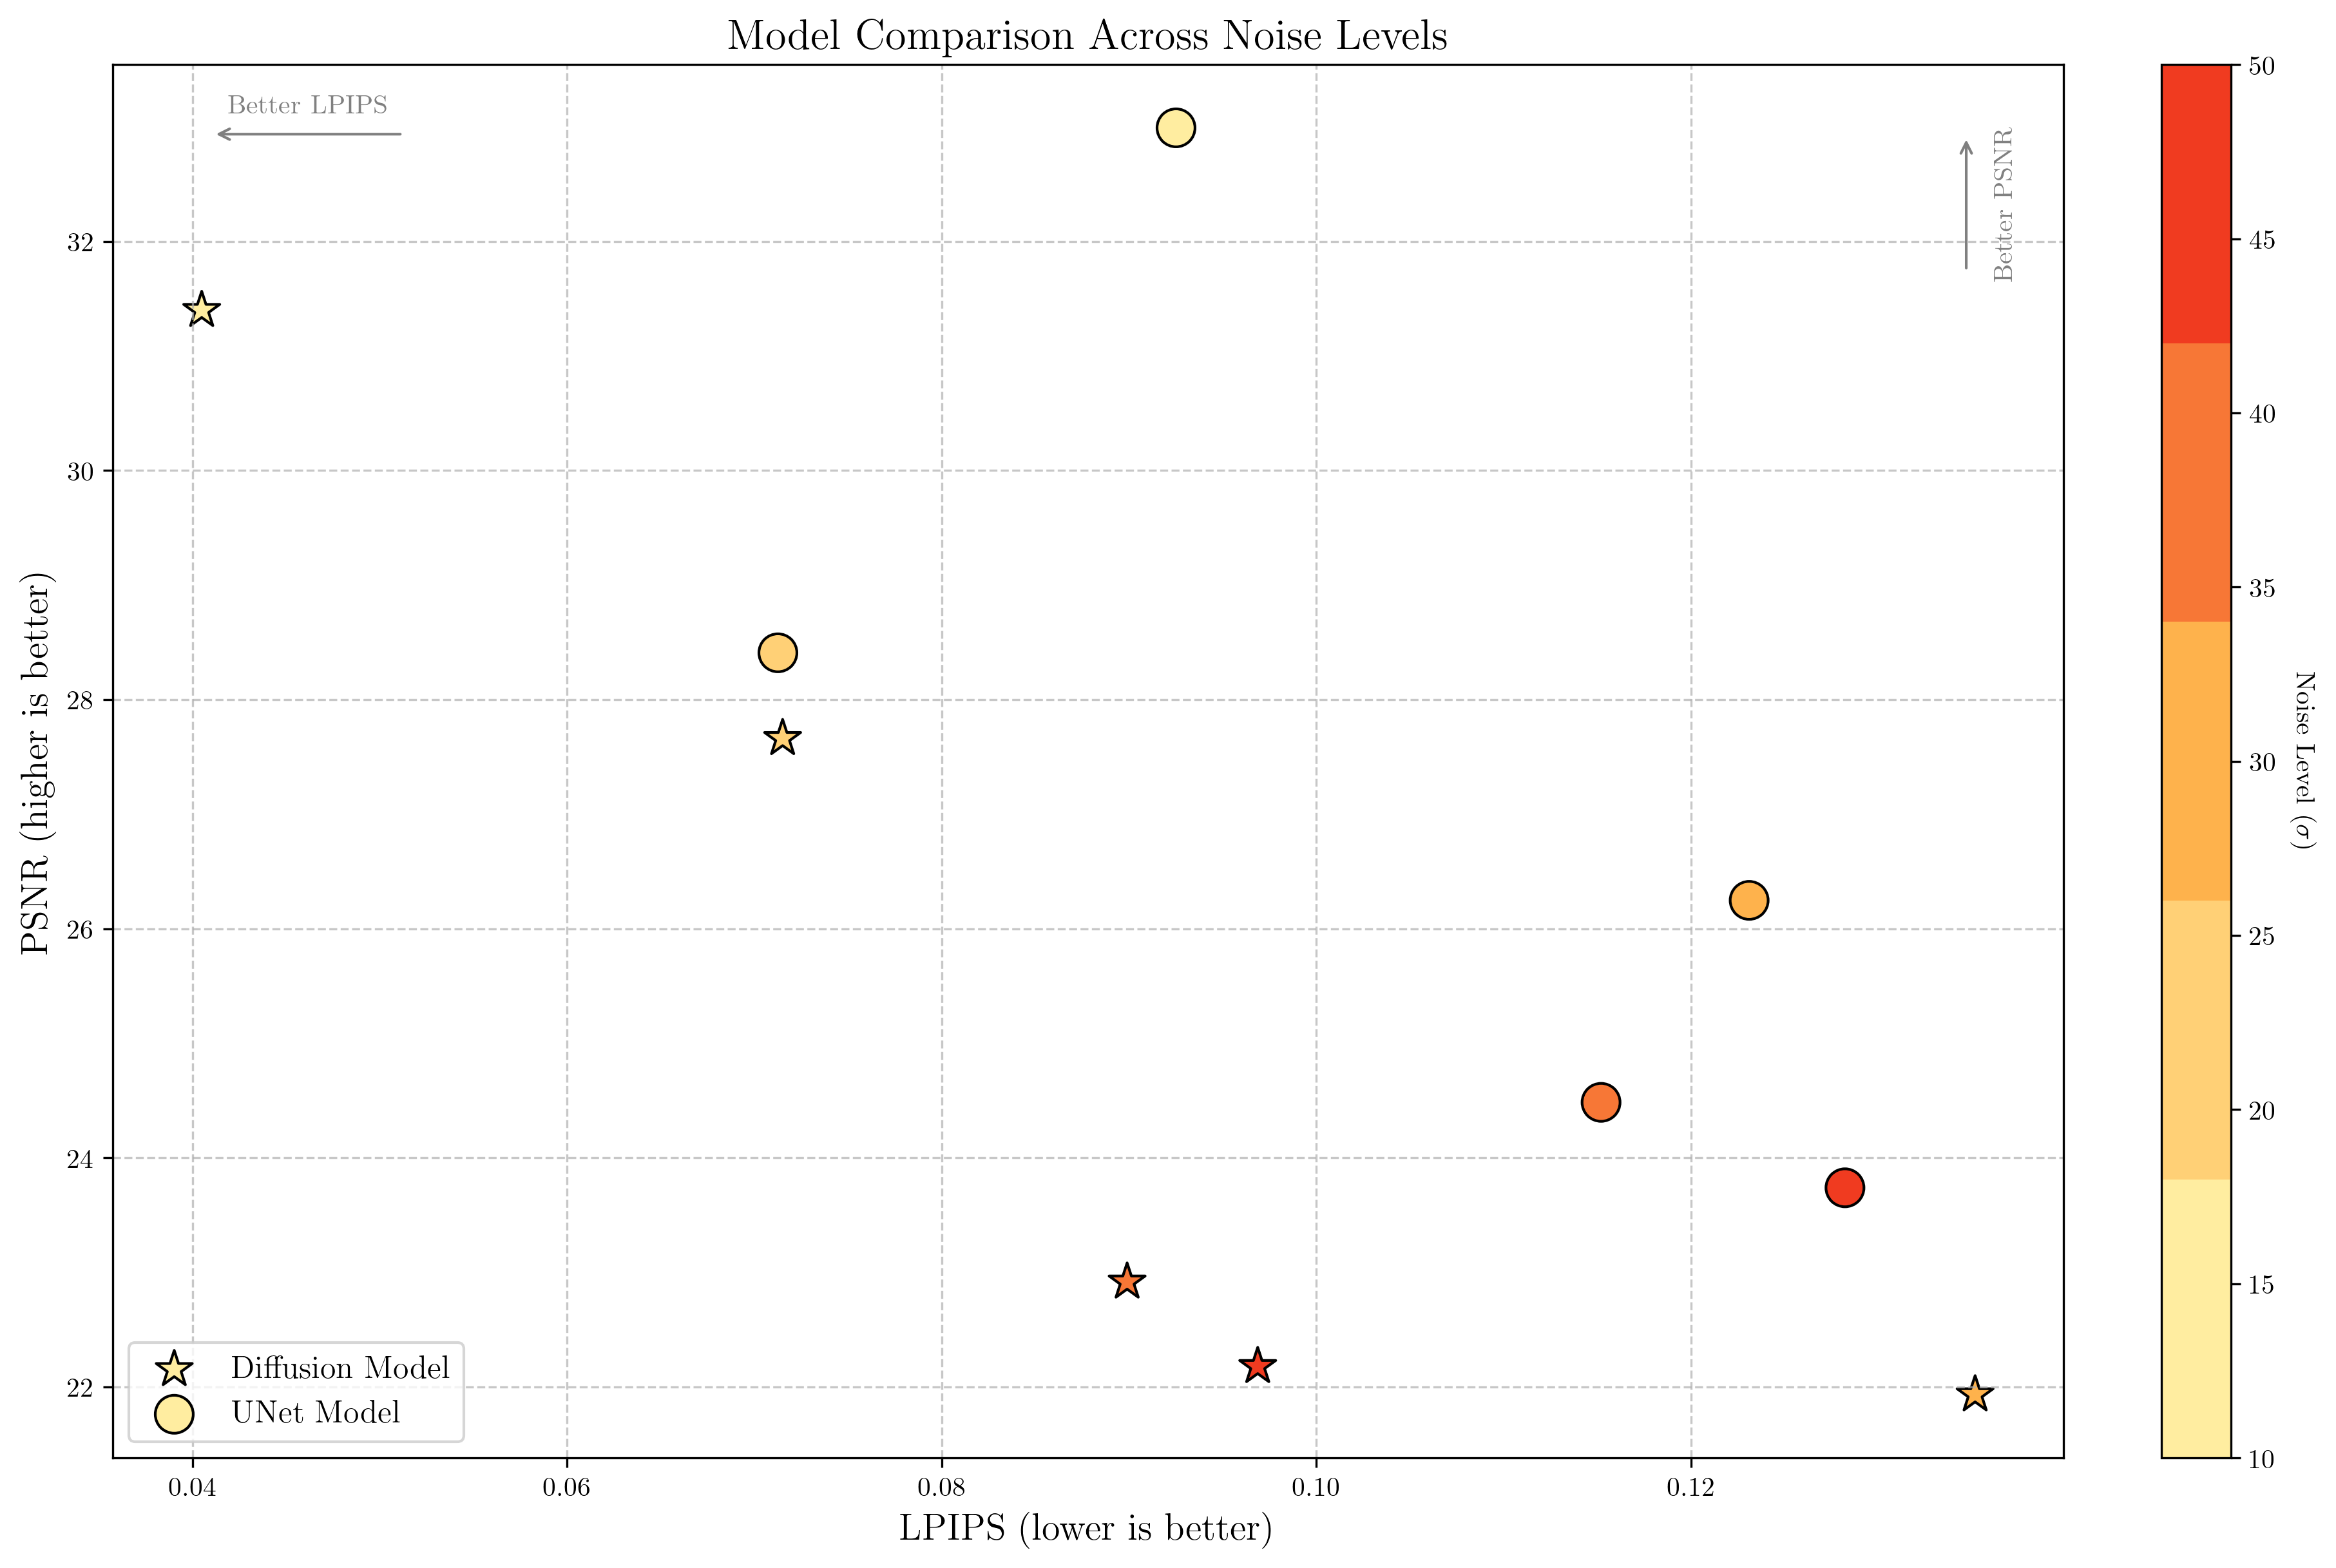 Model Comparison Across Noise Levels
Better LPIPS
Better PSNR
PSNR (higher is better)
32
30
28
26
24
22
Diffusion Model
UNet Model
0.04
0.06
0.08
0.10
0.12
LPIPS (lower is better)
50
45
40
35
30
25
20
15
10
Noise Level (σ)